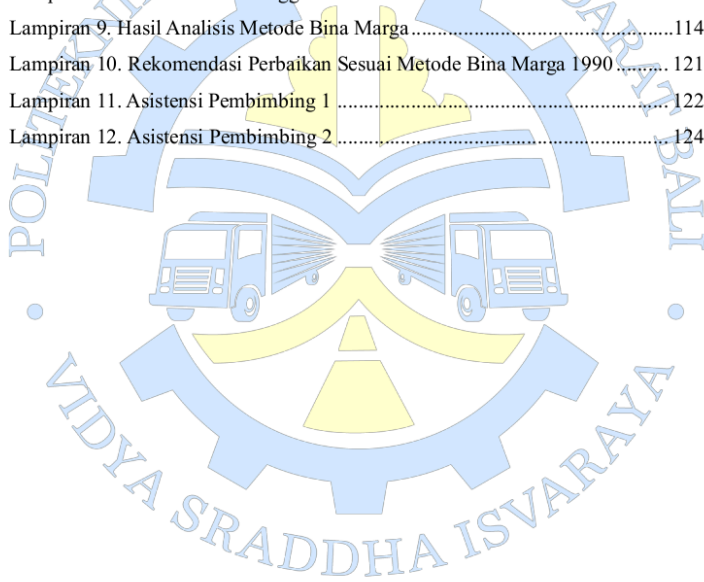 Lampiran 9. Hasil Analisis Metode Bina Marga....................................................114
Lampiran 10. Rekomendasi Perbaikan Sesuai Metode Bina Marga 1990.......... 121
Lampiran 11. Asistensi Pembimbing 1 ................................................................. 122
Lampiran 12. Asistensi Pembimbing 2 ................................................................. 124
DARAT BALI
VIDYA SRADDHA ISVARAYA